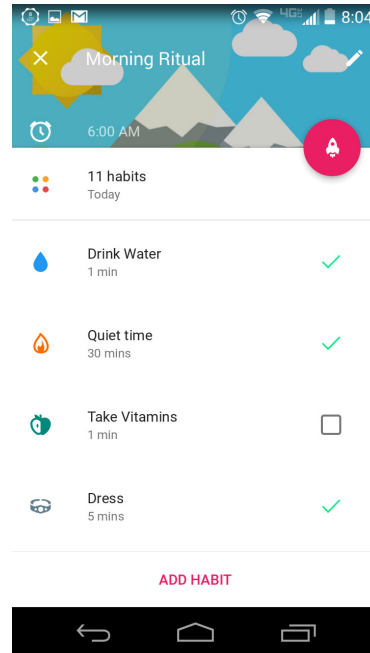 4G
8:04
Morning Ritual
6:00 AM
11 habits
Today
Drink Water
1 min
Quiet time
30 mins
Take Vitamins
1 min
Dress
5 mins
ADD HABIT